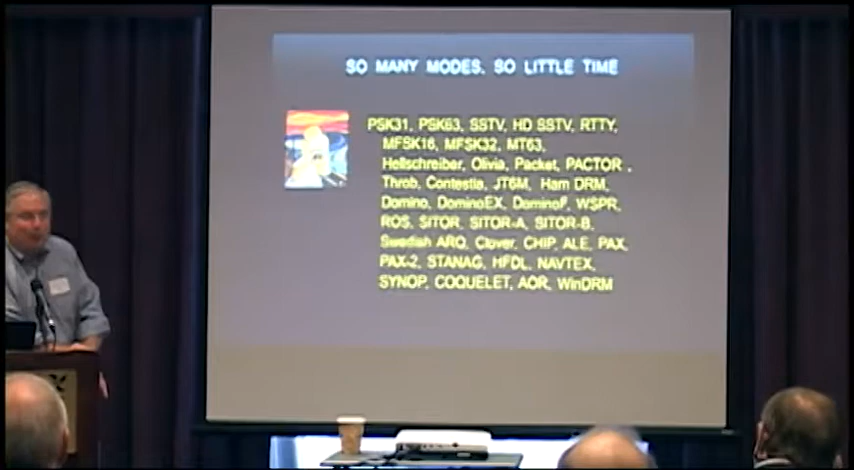 SO MANY MODES, SO LITTLE TIME
PSK31, PSK63, SSTV, HD SSTV, RTTY,
MFSK16, MFSK32, MT63,
Hellschreiber, Olivia, Packet, PACTOR ,
Throb, Contestia, JT6M, Ham DRM,
Domino, DominoEX, DominoF, WSPR,
ROS, SITOR, SITOR-A, SITOR-B,
Swedish ARQ, Clover, CHIP, ALE, PAX,
PAX-2, STANAG, HFDL, NAVTEX,
SYNOP, COQUELET, AOR, WinDRM